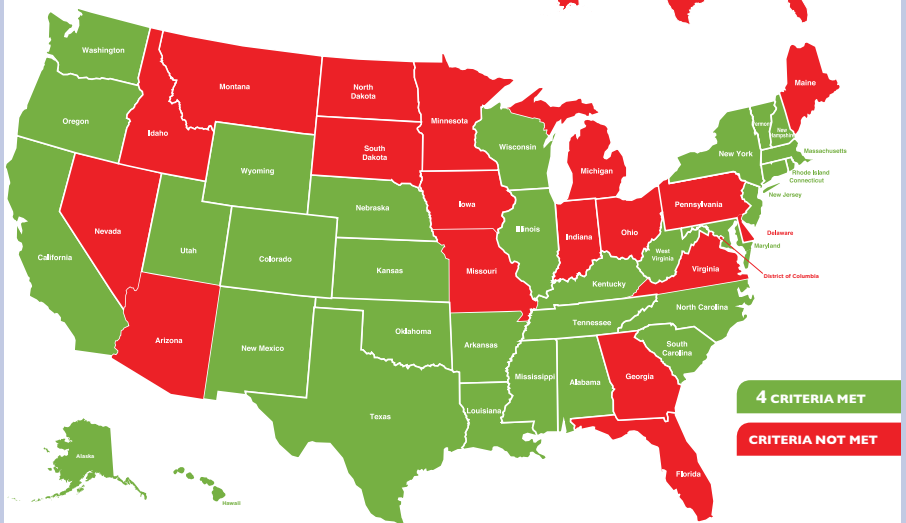 Washington
Montana
North
Dakota
Minnesota
Maine
Oregon
Idaho
Wisconsin
Vermont
New
Hampshire
Massachusetts
South
Dakota
Wyoming
Michigan
New York
Rhode Island
Connecticut
New Jersey
Nebraska
Iowa
Pennsylvania
Nevada
Utah
Illinois
Indiana
Ohio
Delaware
Maryland
California
Colorado
Kansas
Missouri
West
Virginia
Virginia
District of Columbia
Kentucky
North Carolina
Arizona
New Mexico
Oklahoma
Arkansas
Tennessee
South
Carolina
Mississippi
Alabama
Georgia
Texas
Louisiana
4 CRITERIA MET
CRITERIA NOT MET
Alaska
Florida
Hawaii